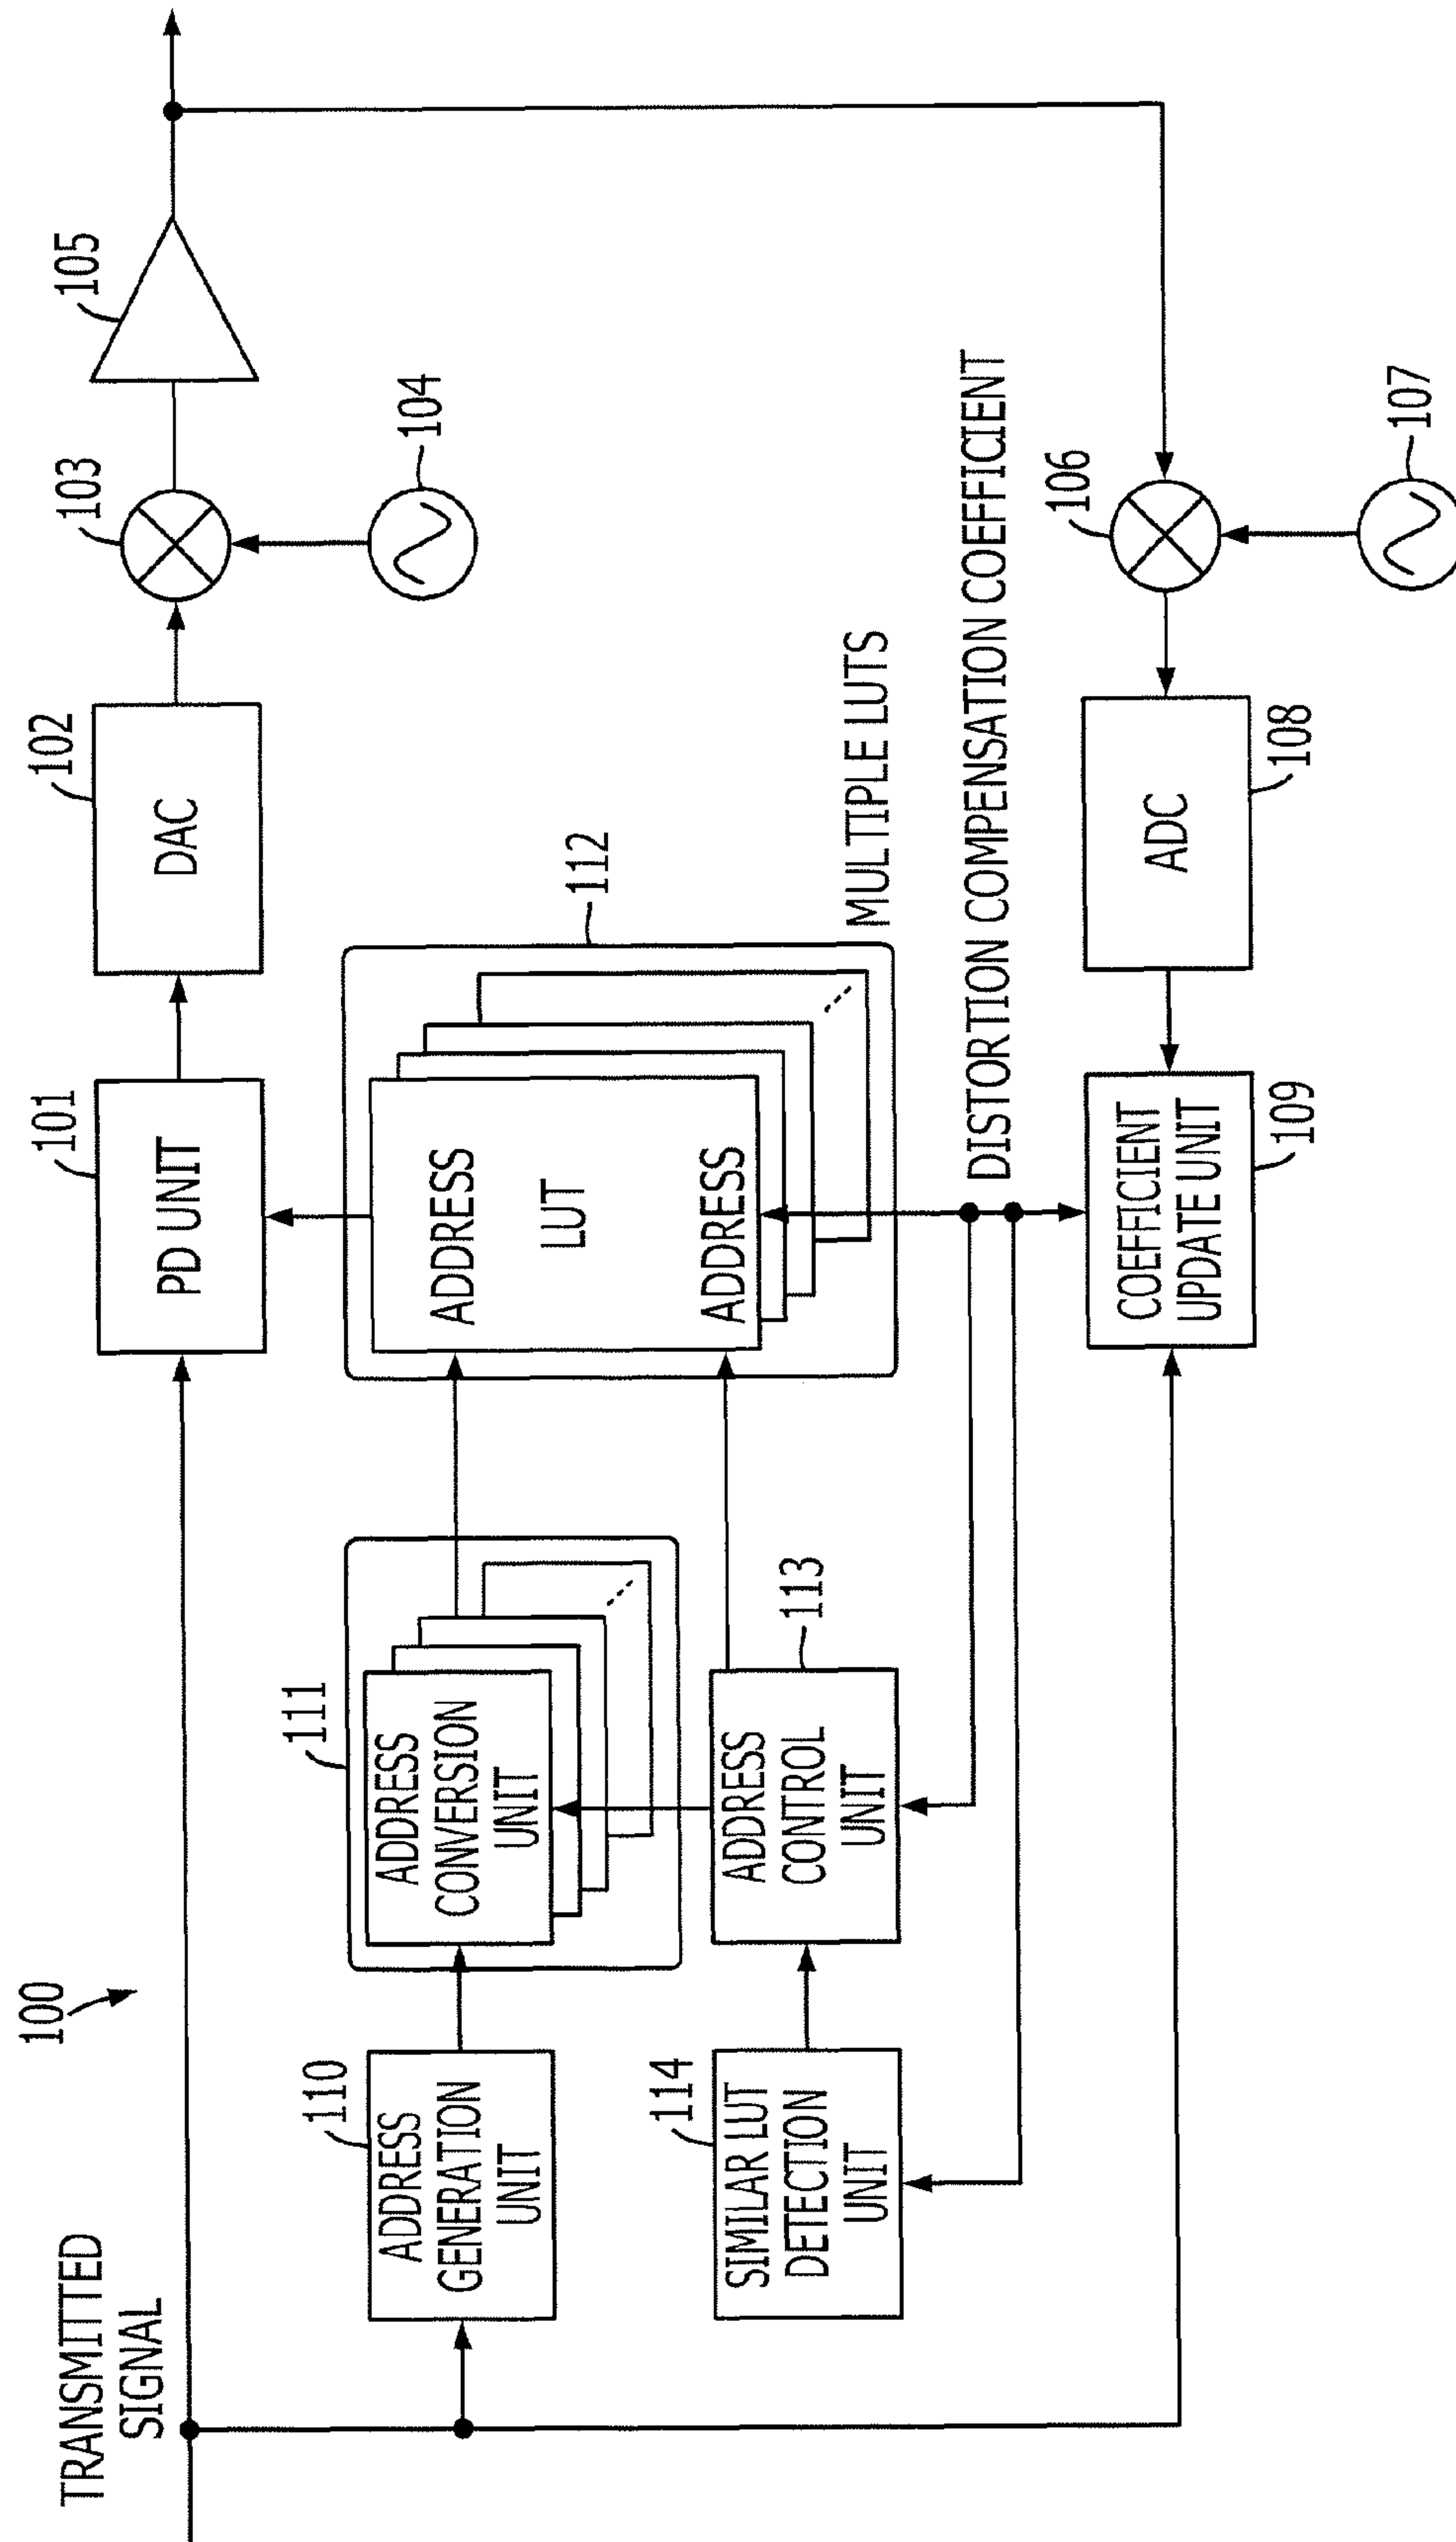 100
TRANSMITTED
SIGNAL
101
PD UNIT
102
DAC
103
104
105
110
ADDRESS
GENERATION
UNIT
111
ADDRESS
CONVERSION
UNIT
112
ADDRESS
LUT
ADDRESS
MULTIPLE LUTS
114
SIMILAR LUT
DETECTION
UNIT
113
ADDRESS
CONTROL
UNIT
DISTORTION COMPENSATION COEFFICIENT
COEFFICIENT
UPDATE UNIT
109
ADC
108
106
107